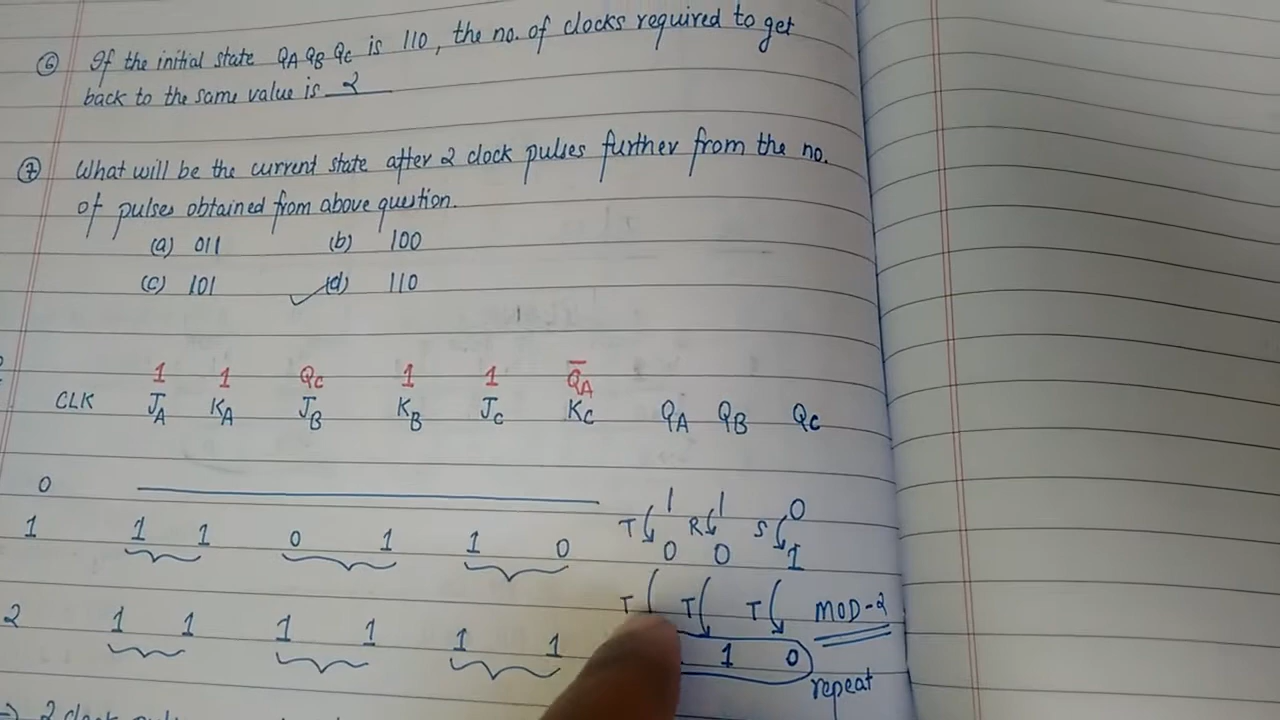 ⑥ If the initial state QA QB QC is 110, the no. of clocks required to get
back to the same value is 2
⑦ What will be the current state after 2 clock pulses further from the no.
of pulses obtained from above question.
(a) 011 (b) 100
(c) 101 ✓(d) 110
1 1 QC 1 1 Q̅A
CLK JA KA JB KB JC KC QA QB QC
0 1 1 0
T R S
1 1 1 0 1 1 0 0 0 1
T T T MOD-2
2 1 1 1 1 1 1 1 0
repeat
2 clock